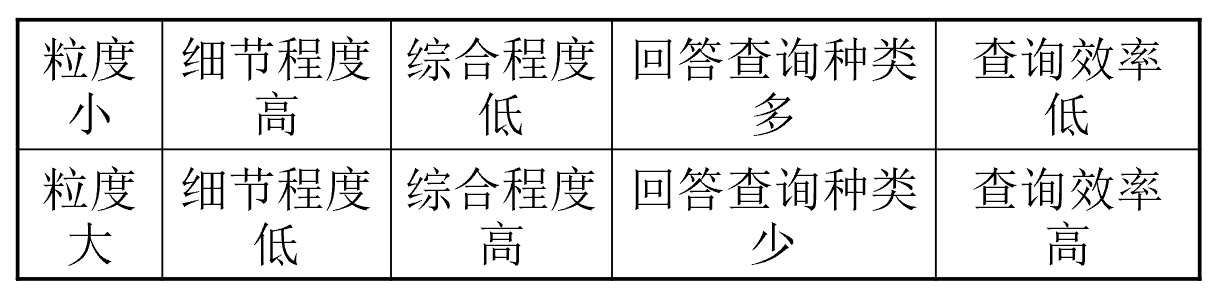 粒度 细节程度 综合程度 回答查询种类 查询效率
小 高 低 多 低
粒度 细节程度 综合程度 回答查询种类 查询效率
大 低 高 少 高